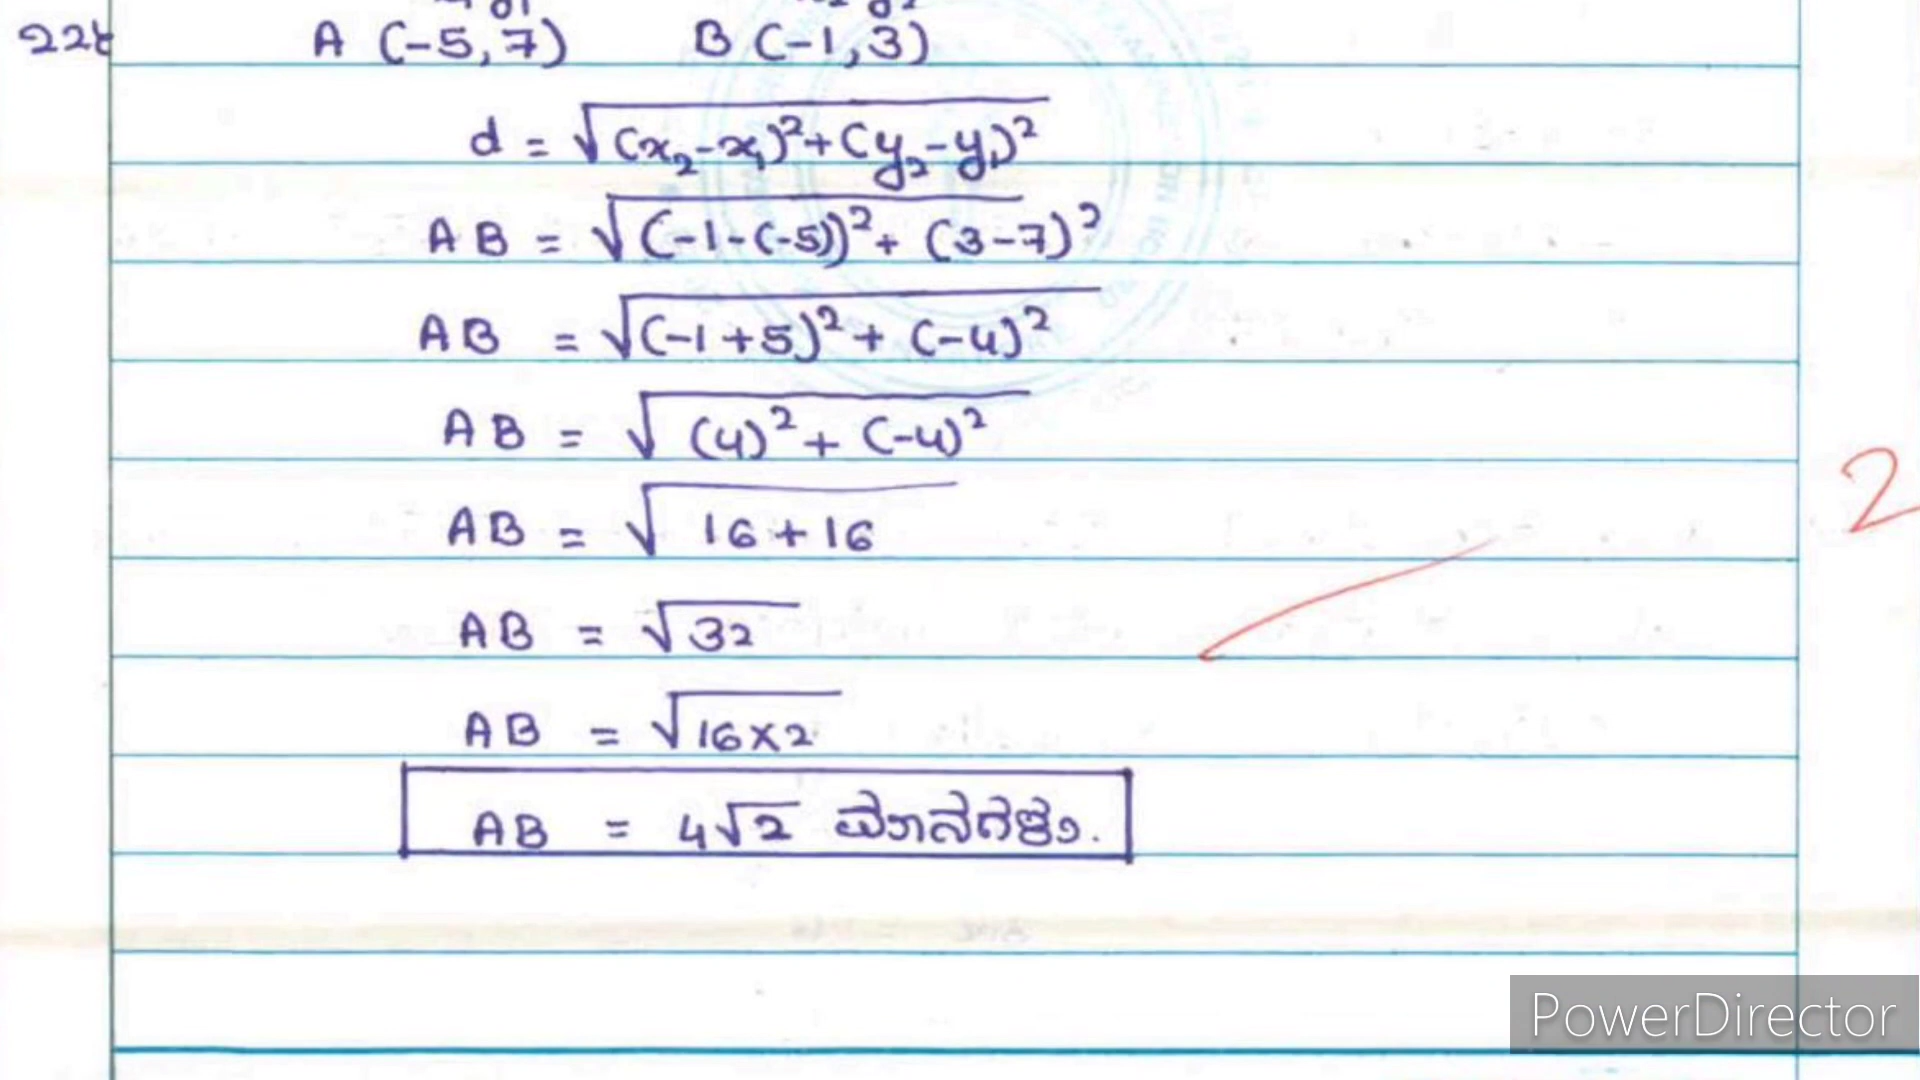 22)
A (-5,7) B (-1,3)
d = √(x₂-x₁)²+(y₂-y₁)²
AB = √(-1-(-5))²+ (3-7)²
AB = √(-1+5)²+ (-4)²
AB = √(4)²+ (-4)²
AB = √16+16
AB = √32
AB = √16×2
AB = 4√2 ಮಾನಗಳು.
2
PowerDirector